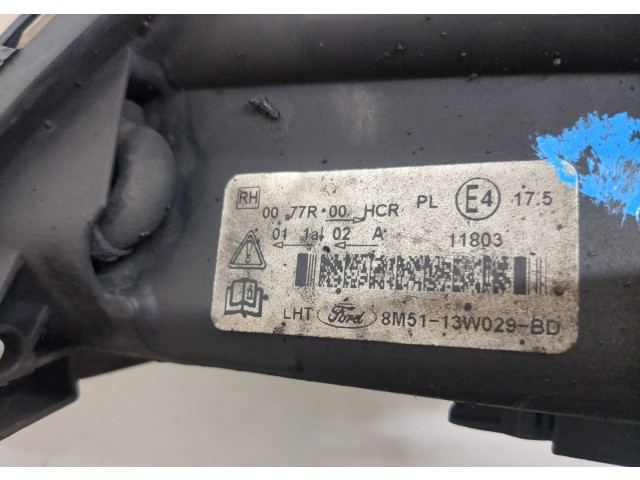 RH
00 77R 00 HCR PL E4 17.5
01 1a 02 A 11803
LHT Ford 8M51-13W029-BD